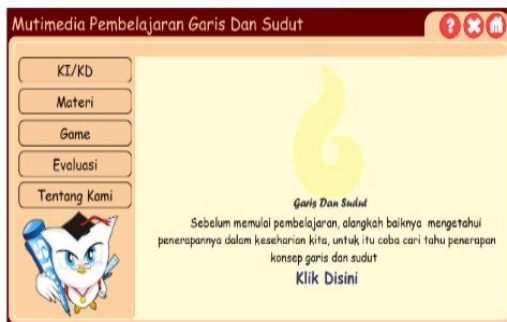 Mutimedia Pembelajaran Garis Dan Sudut
KI/KD
Materi
Game
Evaluasi
Tentang Kami
Garis Dan Sudut
Sebelum memulai pembelajaran, alangkah baiknya mengetahui
penerapannya dalam keseharian kita, untuk itu coba cari tahu penerapan
konsep garis dan sudut
Klik Disini